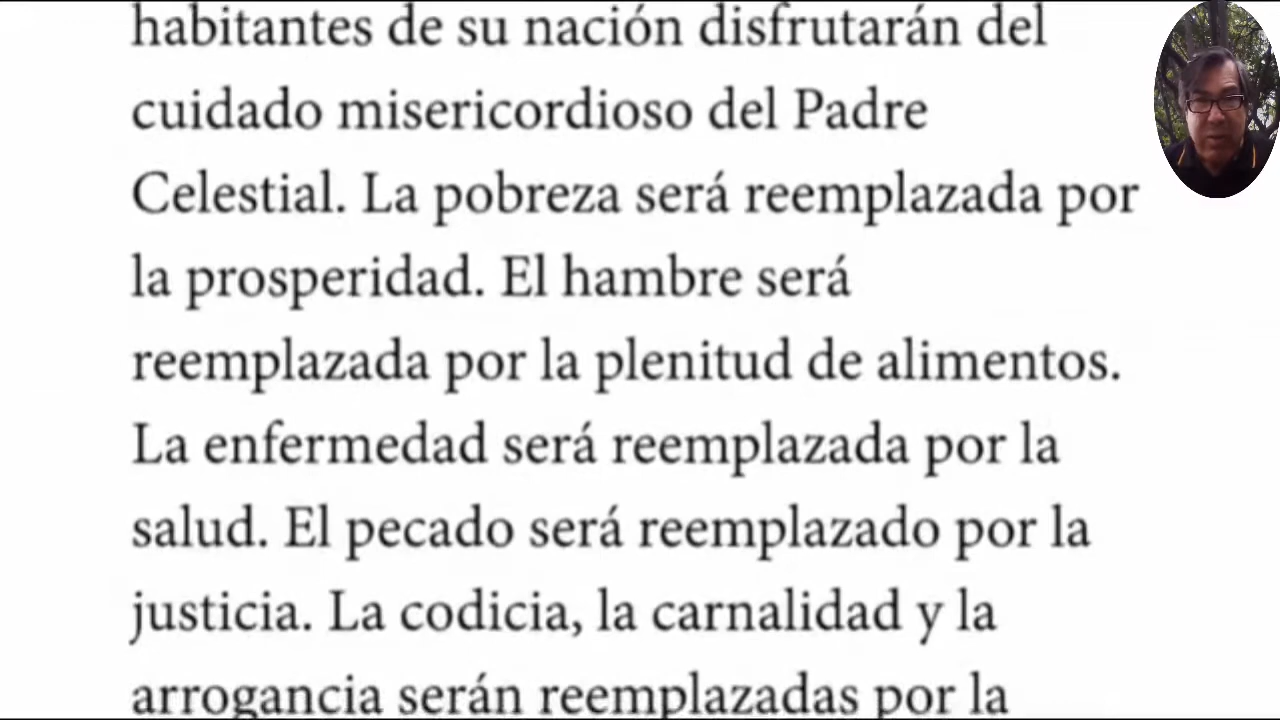 habitantes de su nación disfrutarán del
cuidado misericordioso del Padre
Celestial. La pobreza será reemplazada por
la prosperidad. El hambre será
reemplazada por la plenitud de alimentos.
La enfermedad será reemplazada por la
salud. El pecado será reemplazado por la
justicia. La codicia, la carnalidad y la
arrogancia serán reemplazadas por la